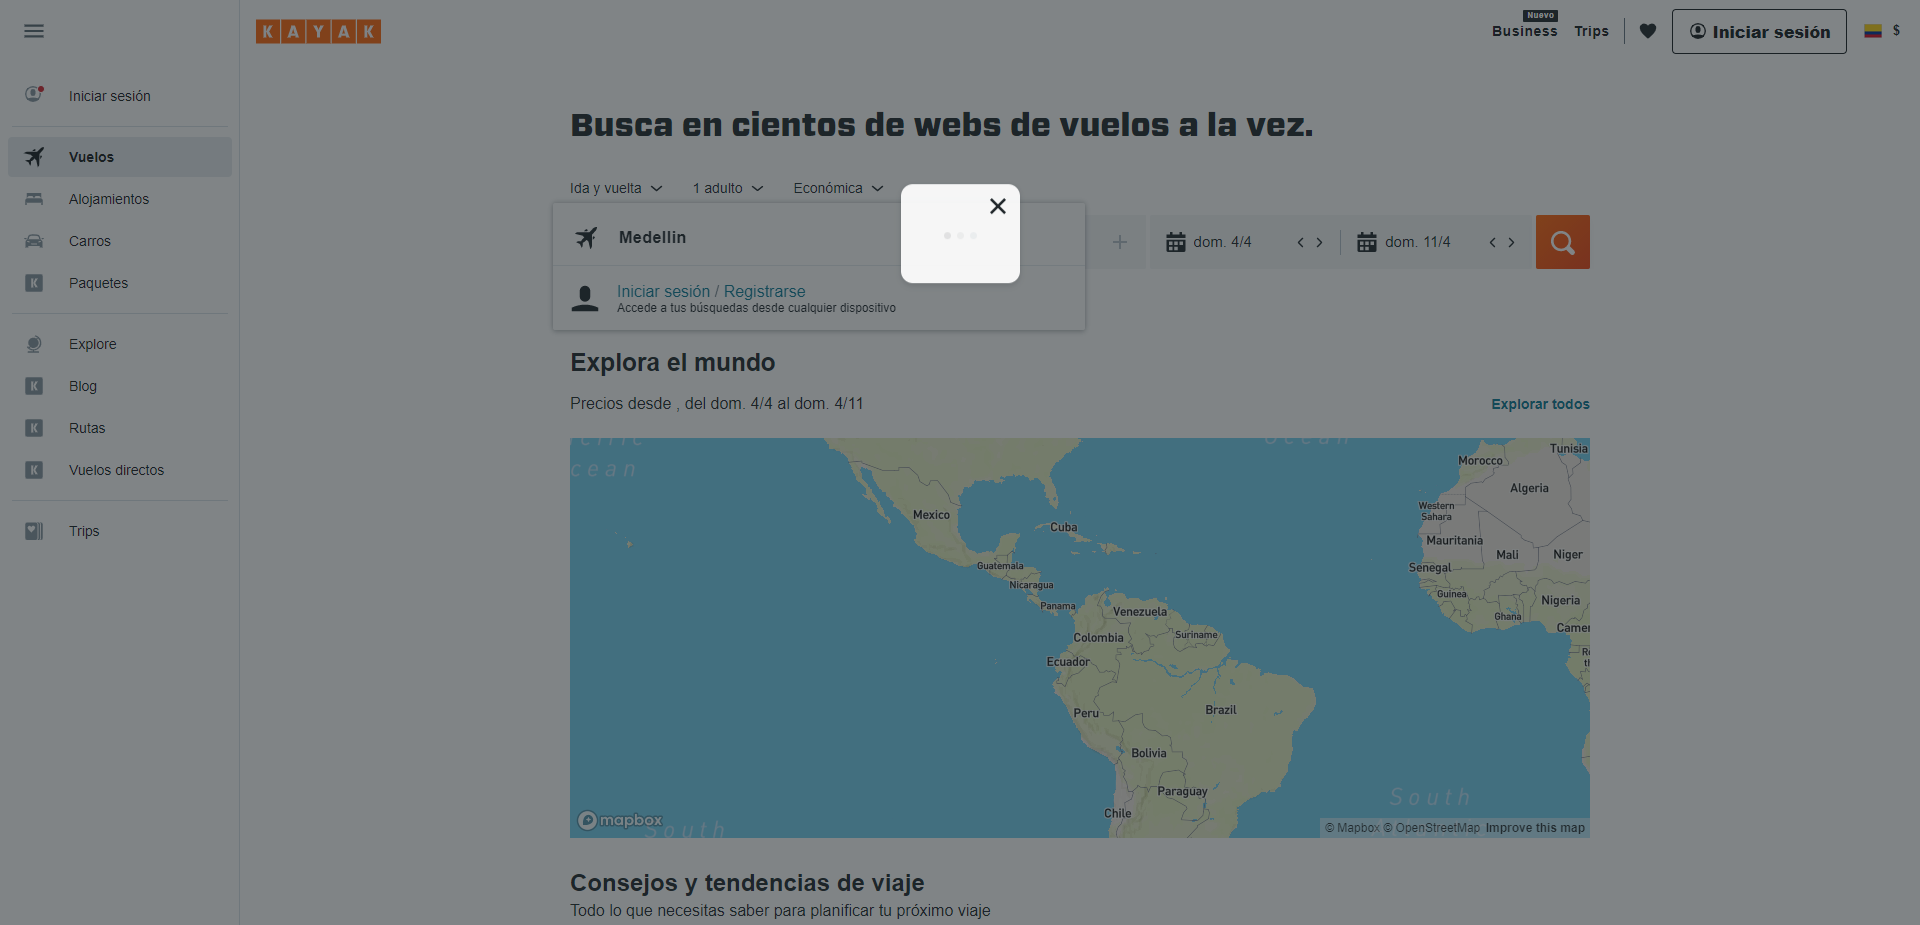 KAYAK
Nuevo
Business
Trips
Iniciar sesión
$
Iniciar sesión
Vuelos
Alojamientos
Carros
K Paquetes
Explore
K Blog
K Rutas
K Vuelos directos
Trips
Busca en cientos de webs de vuelos a la vez.
Ida y vuelta 1 adulto Económica
Medellin
dom. 4/4 dom. 11/4
Iniciar sesión / Registrarse
Accede a tus búsquedas desde cualquier dispositivo
Explora el mundo
Precios desde , del dom. 4/4 al dom. 4/11
Explorar todos
cific
cean
Ocean
Tunisia
Morocco
Algeria
Western
Sahara
Mexico
Cuba
Mauritania
Mali
Niger
Guatemala
Senegal
Nicaragua
Guinea
Panama
Nigeria
Venezuela
Ghana
Colombia
Suriname
Camer
Ecuador
Peru
Brazil
Bolivia
Paraguay
South
Chile
mapbox
South
© Mapbox © OpenStreetMap Improve this map
Consejos y tendencias de viaje
Todo lo que necesitas saber para planificar tu próximo viaje